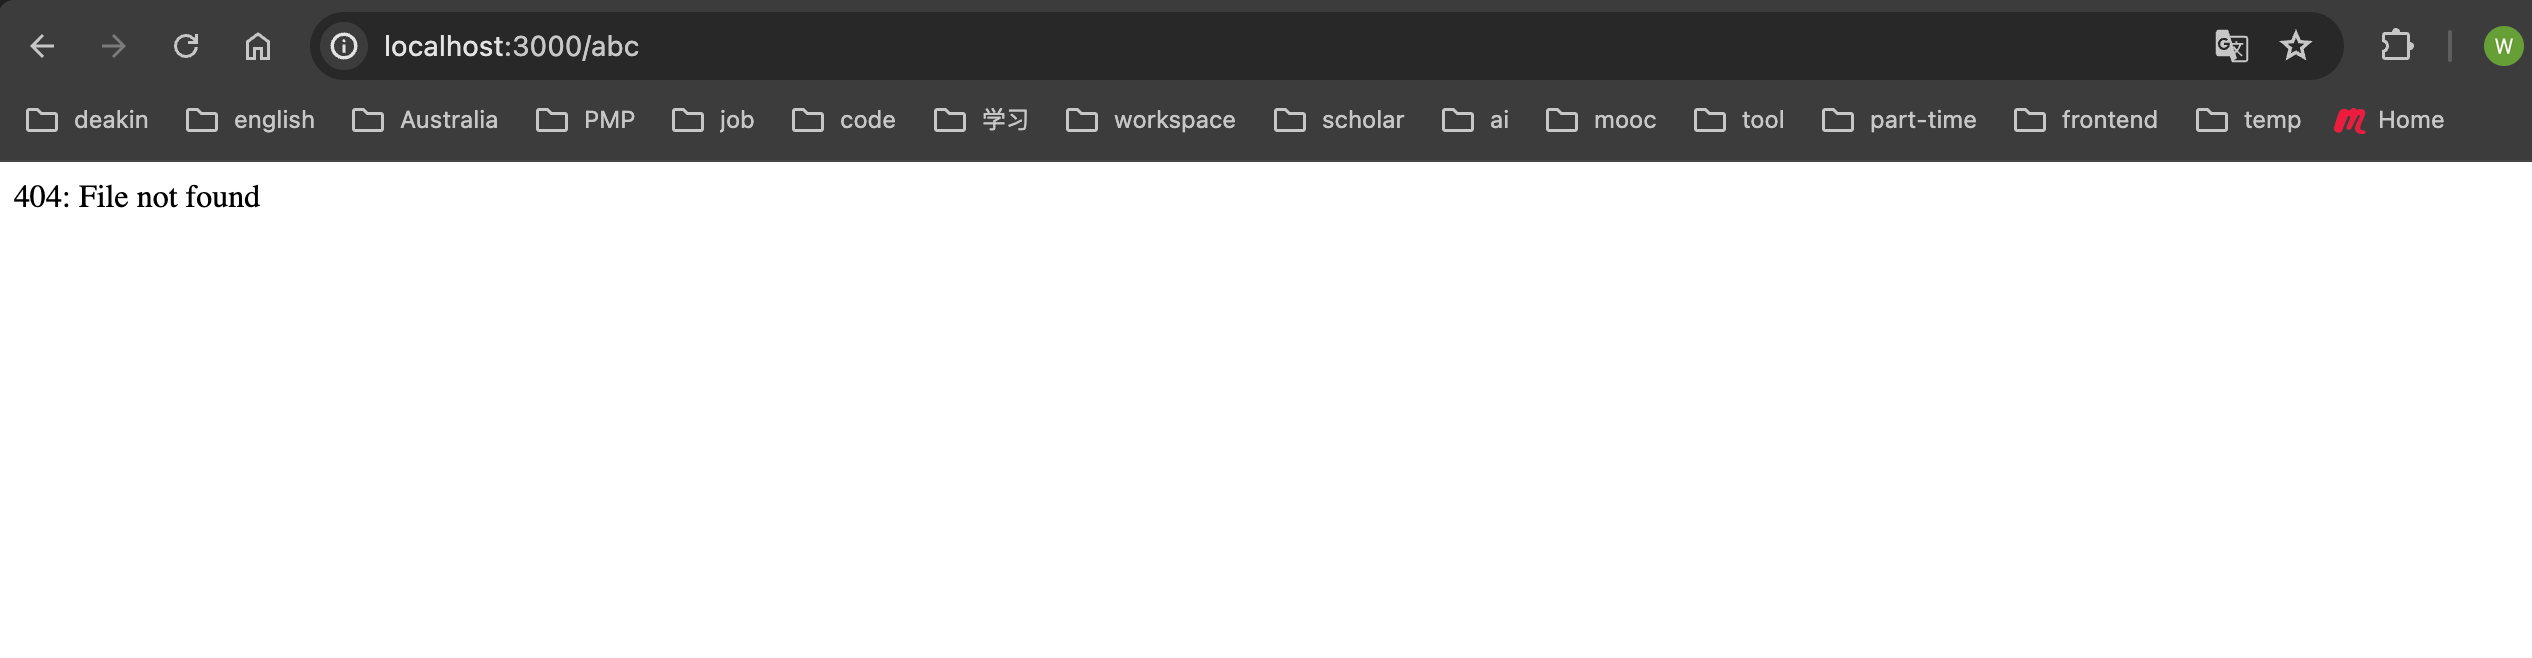 localhost:3000/abc
W
deakin english Australia PMP job code 学习 workspace scholar ai mooc tool part-time frontend temp Home
404: File not found